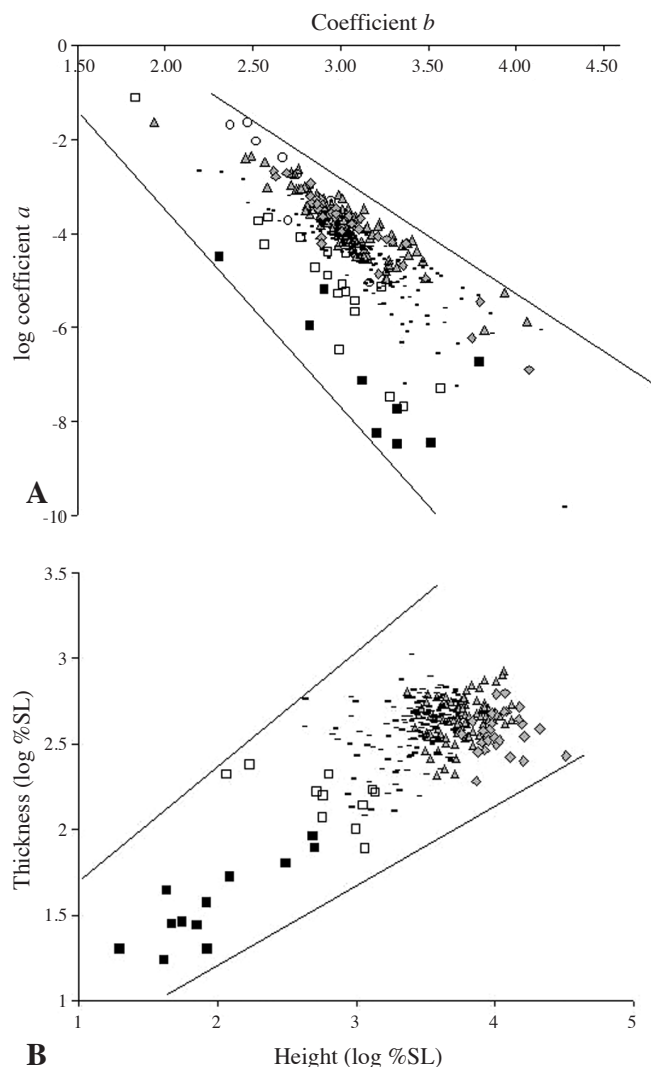 Coefficient b
0
1.50 2.00 2.50 3.00 3.50 4.00 4.50
-2
-4
-6
-8
-10
log coefficient a
A
3.5
3
2.5
2
1.5
1
Thickness (log %SL)
1 2 3 4 5
B
Height (log %SL)